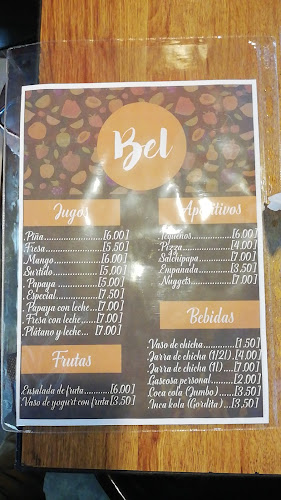 Bel
Jugos
.Piña.....................[6.00]
.Fresa.....................[5.50]
.Mango.................[6.00]
.Surtido................[5.00]
.Papaya................[5.00]
.Especial................[7.50]
.Papaya con leche...[7.00]
.Fresa con leche......[7.00]
.Plátano y leche... [7.00]
Frutas
.Ensalada de fruta...........[6.00]
.Vaso de yogurt con fruta[3.50]
Aperitivos
.Tequeños...................[6.00]
.Pizza.......................[4.00]
.Salchipapa................[7.00]
.Empanada................[3.50]
.Nuggets....................[7.00]
Bebidas
.Vaso de chicha..............[1.50]
.Jarra de chicha (1/2l) .[4.00]
.Jarra de chicha (1l).....[7.00]
.Gaseosa personal.........[2.00]
.Coca cola (Jumbo) .[3.50]
.Inca kola (Gordita)...[3.50]